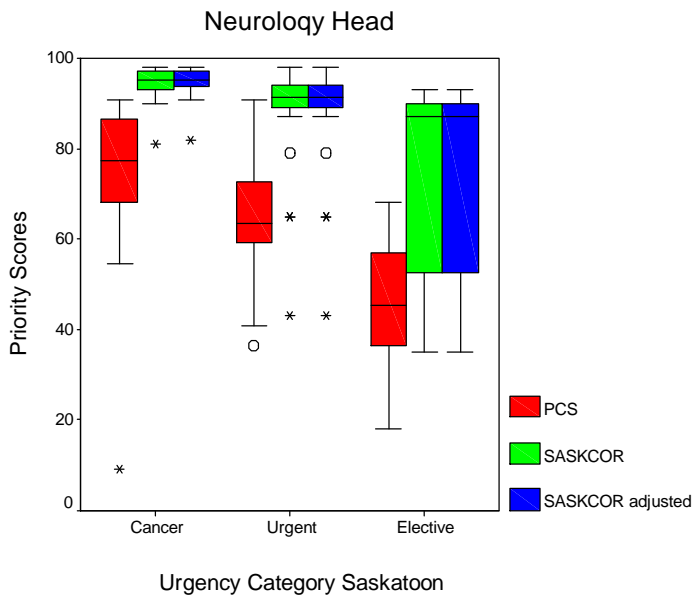 Neuroloqy Head
100
80
60
40
20
0
Priority Scores
Cancer
Urgent
Elective
Urgency Category Saskatoon
PCS
SASKCOR
SASKCOR adjusted